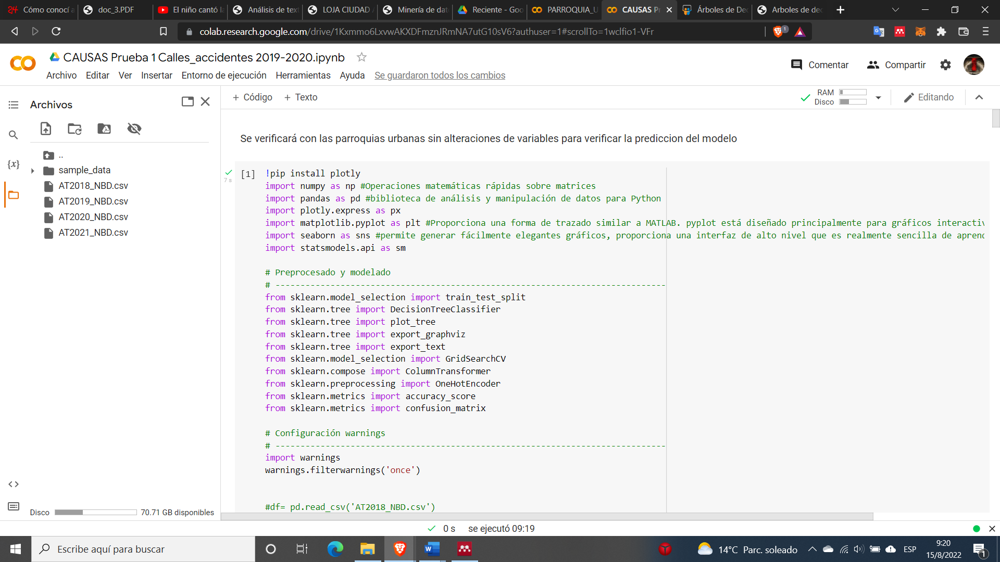 Cómo conocí a
doc_3.PDF
El niño cantó la
Análisis de text
LOJA CIUDAD A
Minería de dat
Reciente - Goo
PARROQUIA_U
CAUSAS Pr
Árboles de Dec
Arboles de dec
colab.research.google.com/drive/1Kxmmo6LxvwAKXDFmznJRmNA7utG10sV6?authuser=1#scrollTo=1wclfio1-VFr
CAUSAS Prueba 1 Calles_accidentes 2019-2020.ipynb
Comentar
Compartir
Archivo Editar Ver Insertar Entorno de ejecución Herramientas Ayuda Se guardaron todos los cambios
Archivos
+ Código + Texto
RAM
Disco
Editando
..
sample_data
AT2018_NBD.csv
AT2019_NBD.csv
AT2020_NBD.csv
AT2021_NBD.csv
Disco 70.71 GB disponibles
Se verificará con las parroquias urbanas sin alteraciones de variables para verificar la prediccion del modelo
7 s
[1] !pip install plotly
import numpy as np #Operaciones matemáticas rápidas sobre matrices
import pandas as pd #biblioteca de análisis y manipulación de datos para Python
import plotly.express as px
import matplotlib.pyplot as plt #Proporciona una forma de trazado similar a MATLAB. pyplot está diseñado principalmente para gráficos interactiv
import seaborn as sns #permite generar fácilmente elegantes gráficos, proporciona una interfaz de alto nivel que es realmente sencilla de aprend
import statsmodels.api as sm
# Preprocesado y modelado
# ------------------------------------------------------------------------------
from sklearn.model_selection import train_test_split
from sklearn.tree import DecisionTreeClassifier
from sklearn.tree import plot_tree
from sklearn.tree import export_graphviz
from sklearn.tree import export_text
from sklearn.model_selection import GridSearchCV
from sklearn.compose import ColumnTransformer
from sklearn.preprocessing import OneHotEncoder
from sklearn.metrics import accuracy_score
from sklearn.metrics import confusion_matrix
# Configuración warnings
# ------------------------------------------------------------------------------
import warnings
warnings.filterwarnings('once')
#df= pd.read_csv('AT2018_NBD.csv')
0 s se ejecutó 09:19
Escribe aquí para buscar
14°C Parc. soleado
ESP
9:20
15/8/2022
1